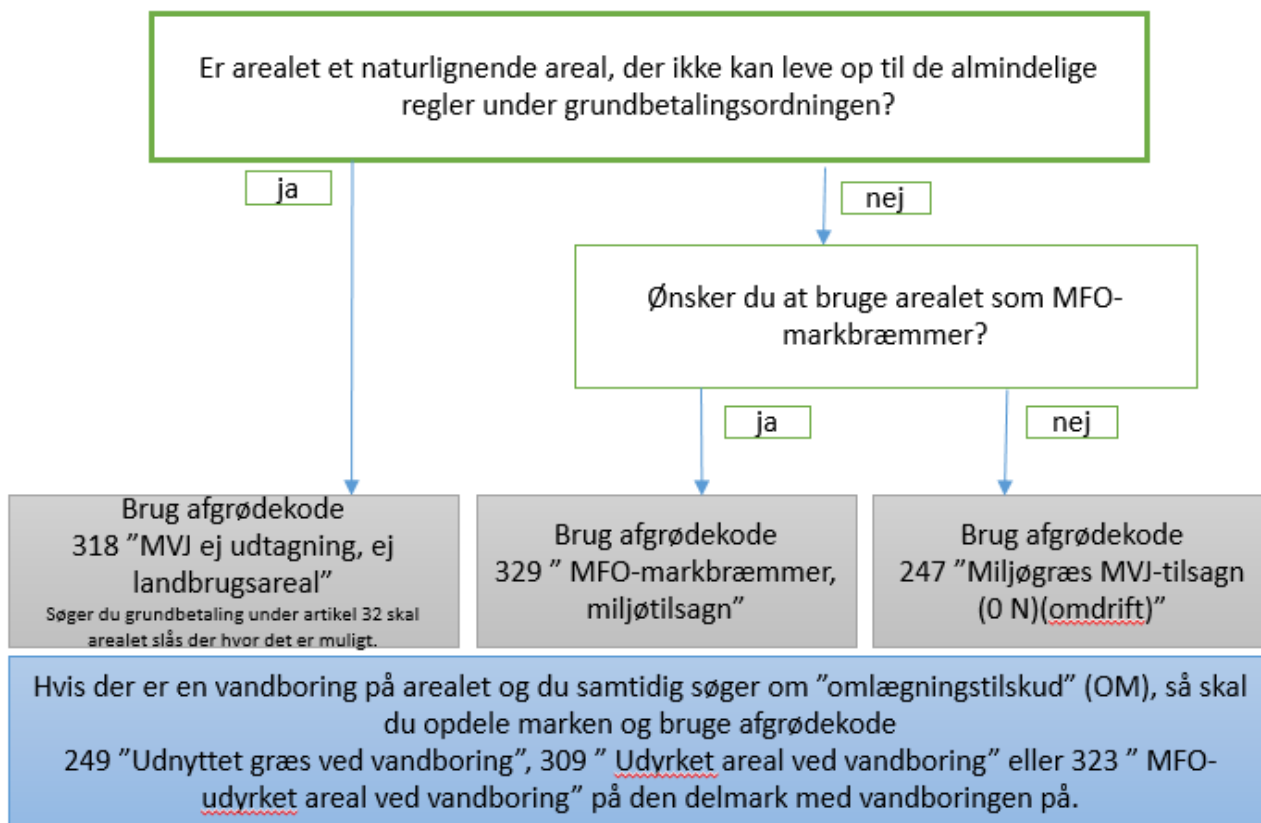 Er arealet et naturlignende areal, der ikke kan leve op til de almindelige
regler under grundbetalingsordningen?
ja
nej
Ønsker du at bruge arealet som MFO-
markbræmmer?
ja
nej
Brug afgrødekode
318 ”MVJ ej udtagning, ej
landbrugsareal”
Søger du grundbetaling under artikel 32 skal
arealet slås der hvor det er muligt.
Brug afgrødekode
329 ” MFO-markbræmmer,
miljøtilsagn”
Brug afgrødekode
247 ”Miljøgræs MVJ-tilsagn
(0 N)(omdrift)”
Hvis der er en vandboring på arealet og du samtidig søger om ”omlægningstilskud” (OM), så skal
du opdele marken og bruge afgrødekode
249 ”Udnyttet græs ved vandboring”, 309 ” Udyrket areal ved vandboring” eller 323 ” MFO-
udyrket areal ved vandboring” på den delmark med vandboringen på.